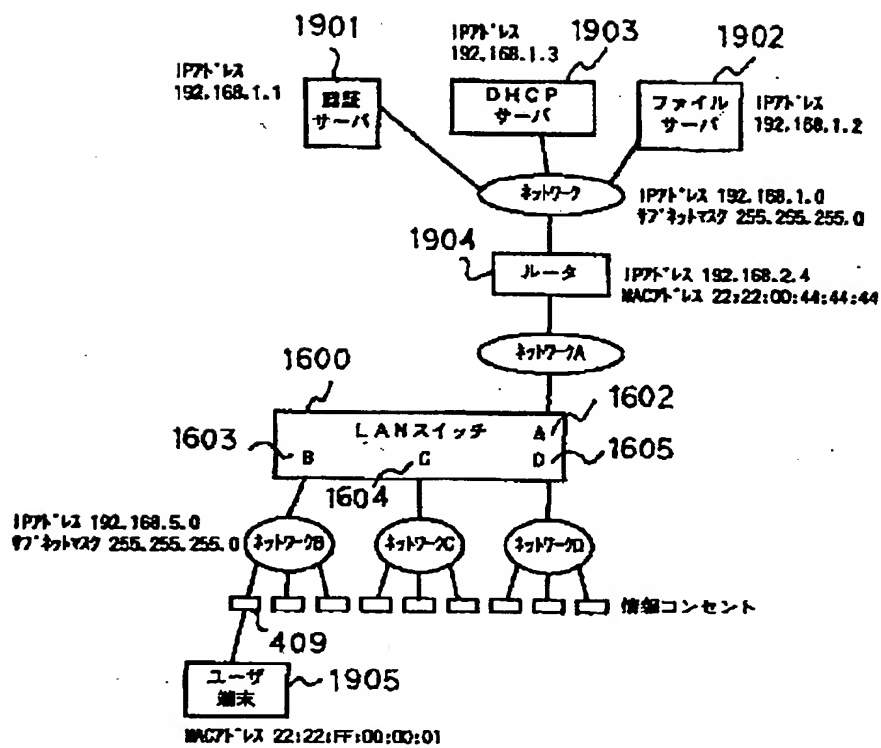 1901
IPアドレス
192.168.1.1
認証
サーバ
IPアドレス
192.168.1.3
1903
DHCP
サーバ
1902
ファイル
サーバ
IPアドレス
192.168.1.2
ネットワーク
IPアドレス 192.168.1.0
サブネットマスク 255.255.255.0
1904
ルータ
IPアドレス 192.168.2.4
MACアドレス 22:22:00:44:44:44
ネットワークA
1600
1602
LANスイッチ
A
1603
B
C
D
1605
1604
IPアドレス 192.168.5.0
サブネットマスク 255.255.255.0
ネットワークB
ネットワークC
ネットワークD
情報コンセント
409
ユーザ
端末
1905
MACアドレス 22:22:FF:00:00:01